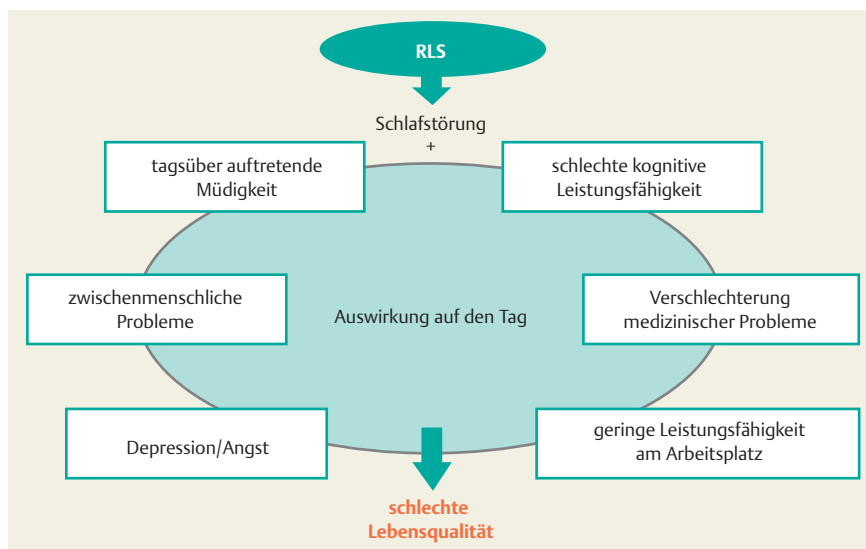 RLS
Schlafstörung
+
tagsüber auftretende
Müdigkeit
schlechte kognitive
Leistungsfähigkeit
zwischenmenschliche
Probleme
Auswirkung auf den Tag
Verschlechterung
medizinischer Probleme
Depression/Angst
geringe Leistungsfähigkeit
am Arbeitsplatz
schlechte
Lebensqualität